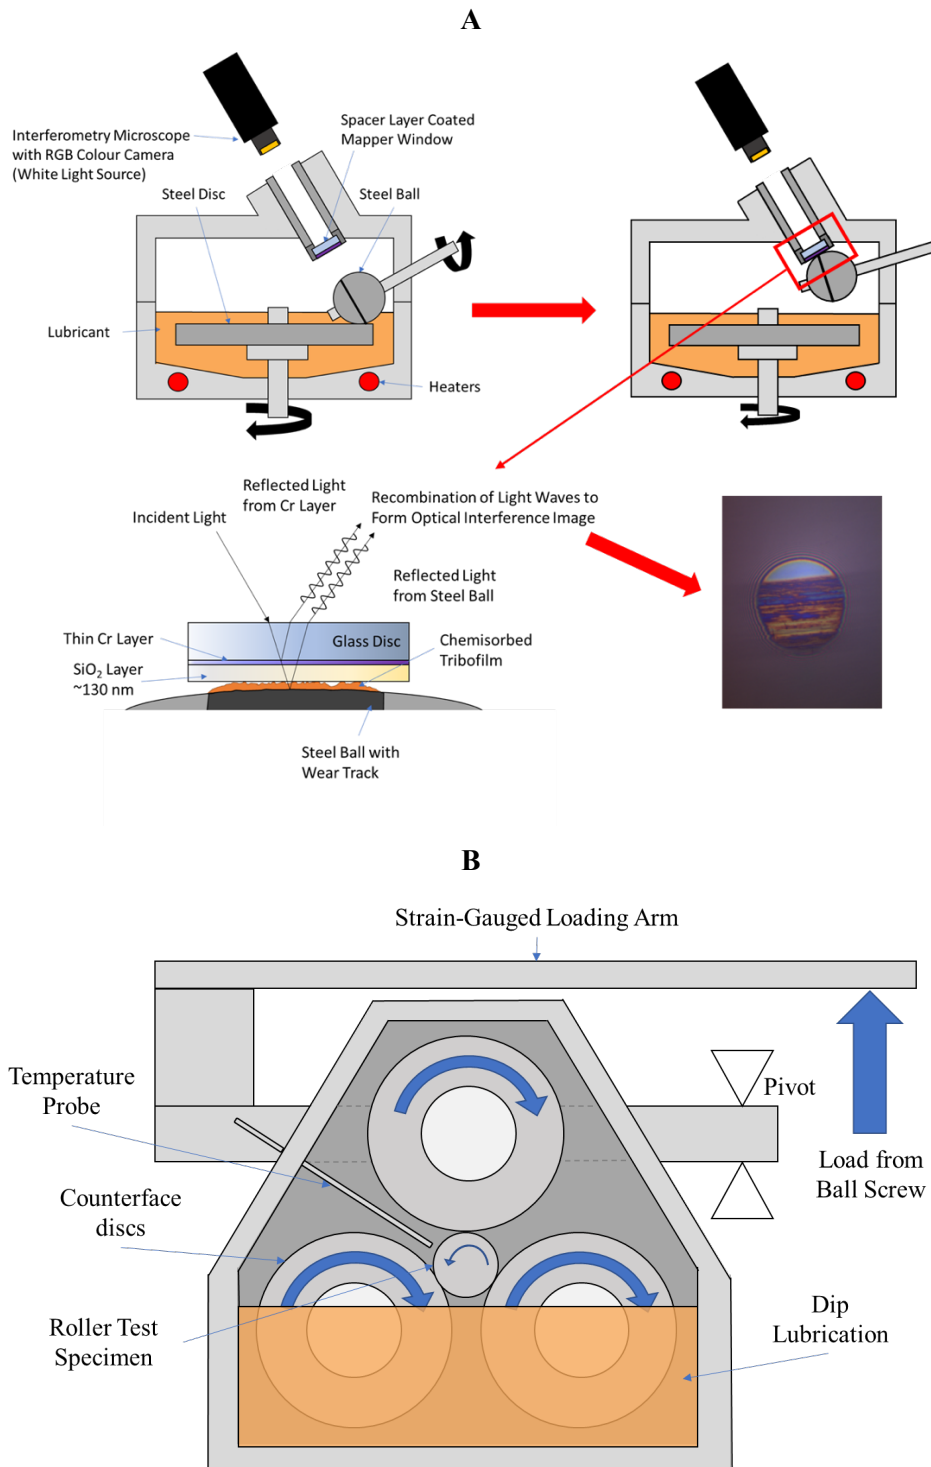 A
Interferometry Microscope
with RGB Colour Camera
(White Light Source)
Spacer Layer Coated
Mapper Window
Steel Disc
Steel Ball
Lubricant
Heaters
Reflected Light
from Cr Layer
Incident Light
Recombination of Light Waves to
Form Optical Interference Image
Reflected Light
from Steel Ball
Thin Cr Layer
Glass Disc
Chemisorbed
Tribofilm
SiO₂ Layer
~130 nm
Steel Ball with
Wear Track
B
Strain-Gauged Loading Arm
Temperature
Probe
Pivot
Load from
Ball Screw
Counterface
discs
Roller Test
Specimen
Dip
Lubrication